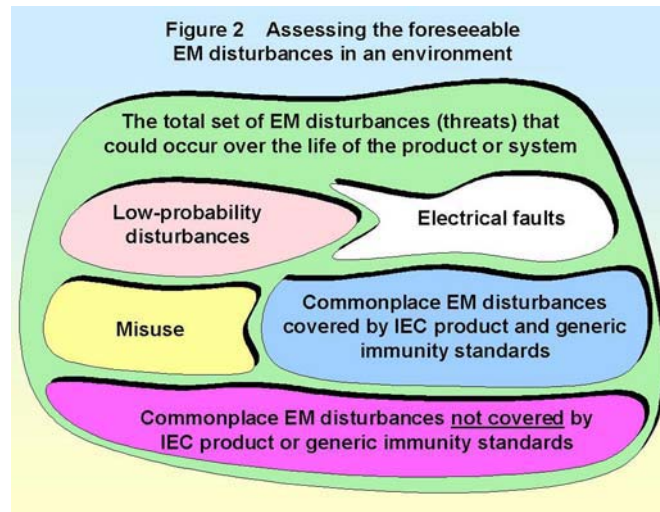 Figure 2 Assessing the foreseeable
EM disturbances in an environment
The total set of EM disturbances (threats) that
could occur over the life of the product or system
Low-probability
disturbances
Electrical faults
Misuse
Commonplace EM disturbances
covered by IEC product and generic
immunity standards
Commonplace EM disturbances not covered by
IEC product or generic immunity standards